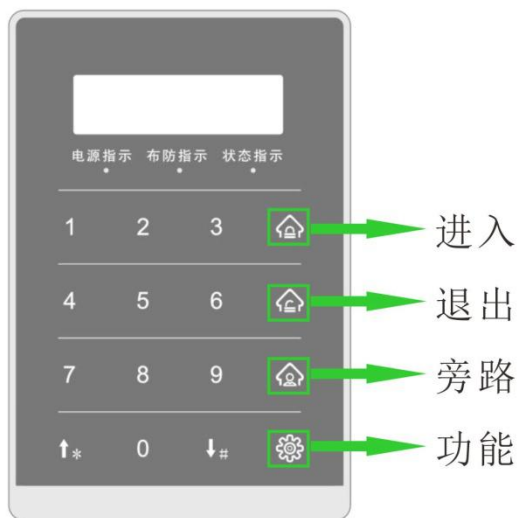 电源指示 布防指示 状态指示
1 2 3 进入
4 5 6 退出
7 8 9 旁路
* 0 # 功能